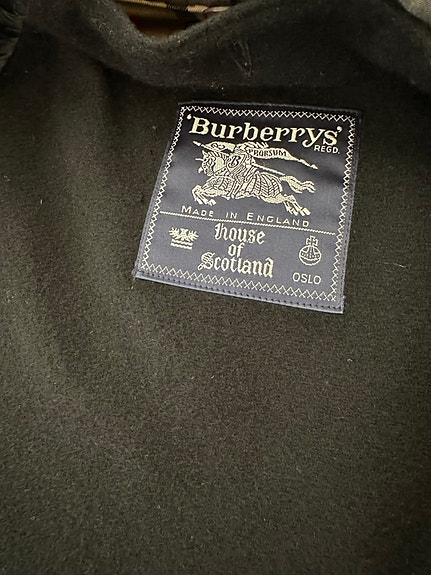 'Burberrys'
REGD.
PRORSUM
MADE IN ENGLAND
house
of
Scotland
OSLO